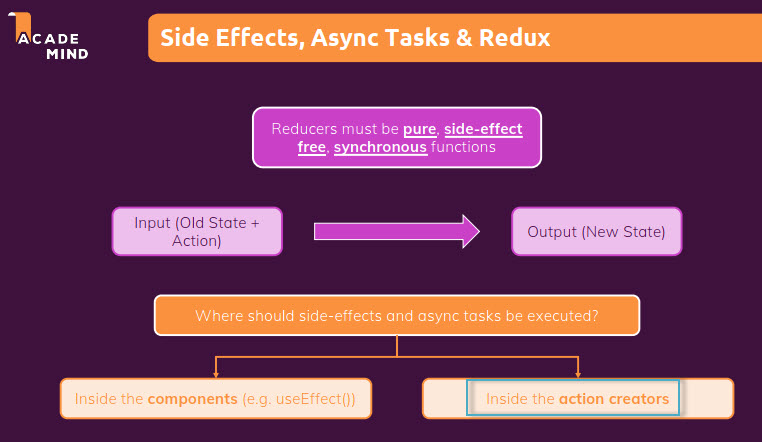 ACADE
MIND
Side Effects, Async Tasks & Redux
Reducers must be pure, side-effect
free, synchronous functions
Input (Old State +
Action)
Output (New State)
Where should side-effects and async tasks be executed?
Inside the components (e.g. useEffect())
Inside the action creators